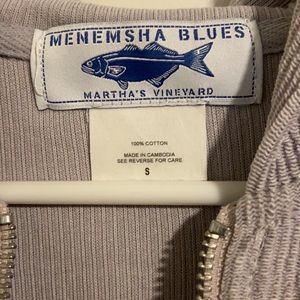 MENEMSHA BLUES
MARTHA'S VINEYARD
100% COTTON
MADE IN CAMBODIA
SEE REVERSE FOR CARE
S